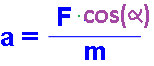 a = F · cos(α) / m